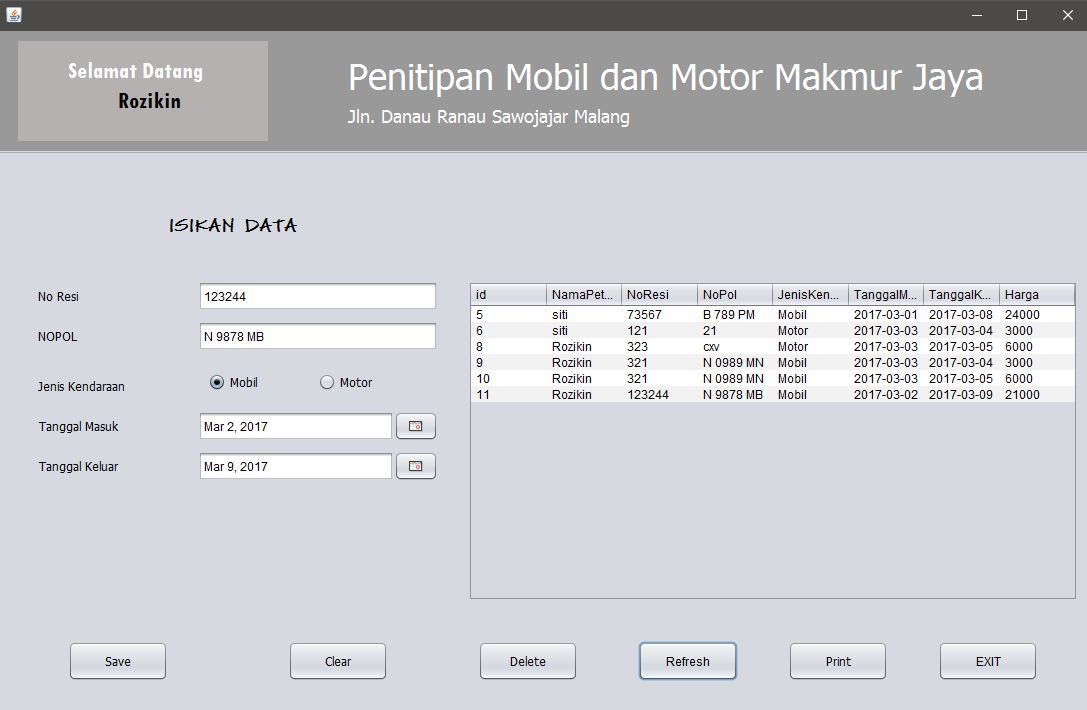 Selamat Datang
Rozikin
Penitipan Mobil dan Motor Makmur Jaya
Jln. Danau Ranau Sawojajar Malang
ISIKAN DATA
No Resi 123244
NOPOL N 9878 MB
Jenis Kendaraan Mobil Motor
Tanggal Masuk Mar 2, 2017
Tanggal Keluar Mar 9, 2017
id NamaPet... NoResi NoPol JenisKen... TanggalM... TanggalK... Harga
5 siti 73567 B 789 PM Mobil 2017-03-01 2017-03-08 24000
6 siti 121 21 Motor 2017-03-03 2017-03-04 3000
8 Rozikin 323 cxv Motor 2017-03-03 2017-03-05 6000
9 Rozikin 321 N 0989 MN Mobil 2017-03-03 2017-03-04 3000
10 Rozikin 321 N 0989 MN Mobil 2017-03-03 2017-03-05 6000
11 Rozikin 123244 N 9878 MB Mobil 2017-03-02 2017-03-09 21000
Save Clear Delete Refresh Print EXIT